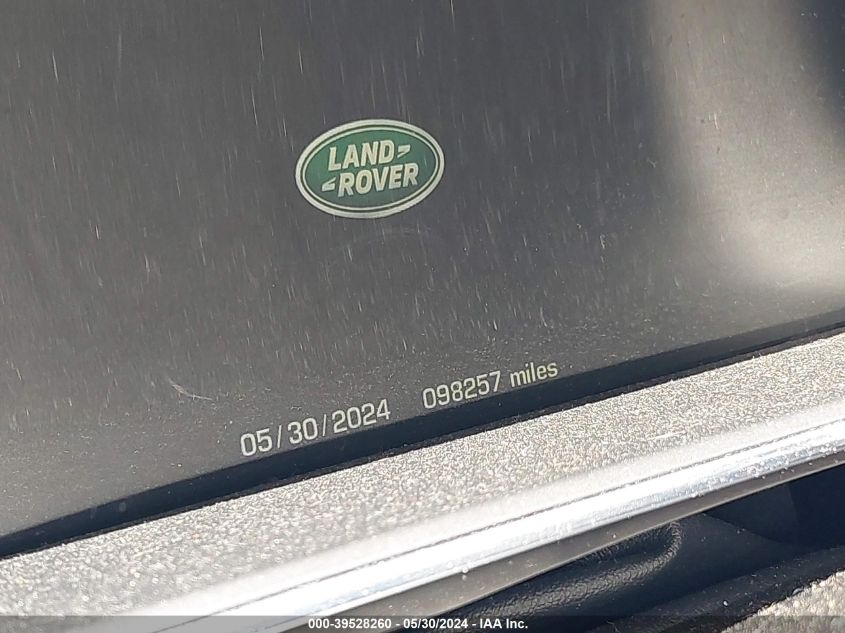 LAND
ROVER
05/30/2024 098257 miles
000-39528260 - 05/30/2024 - IAA Inc.